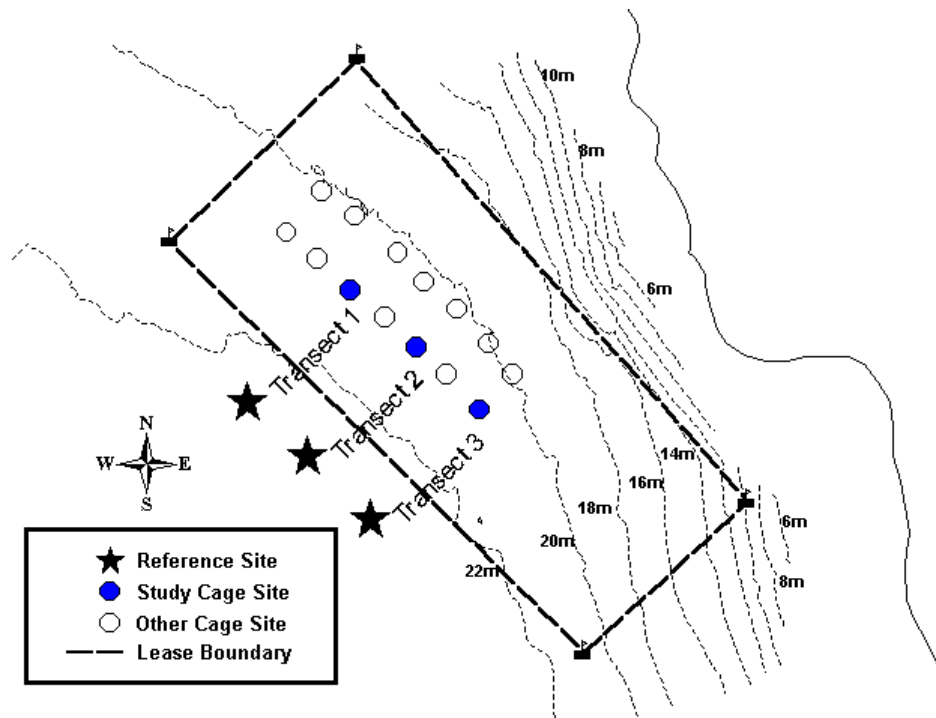 10m
8m
6m
Transect 1
Transect 2
Transect 3
N
W E
S
14m
16m
18m
20m
22m
6m
8m
Reference Site
Study Cage Site
Other Cage Site
Lease Boundary